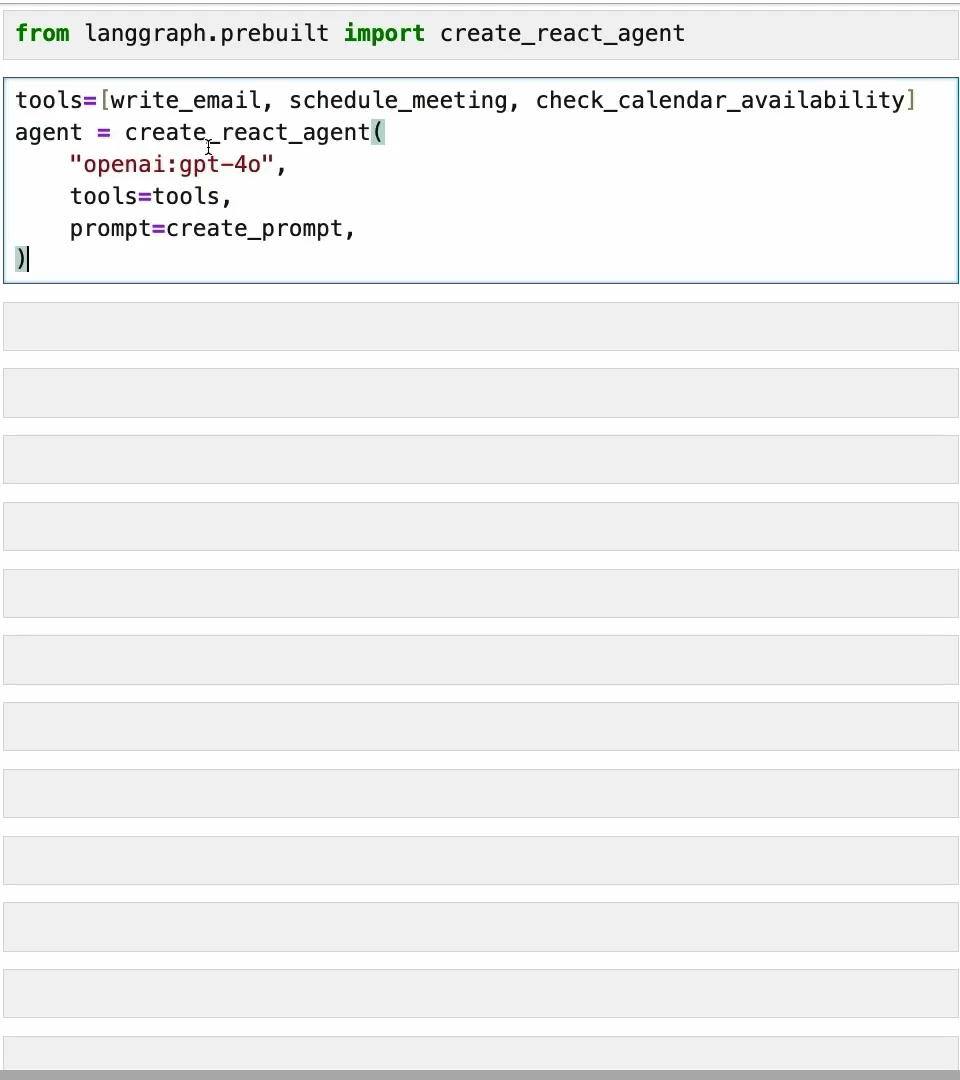 from langgraph.prebuilt import create_react_agent
tools=[write_email, schedule_meeting, check_calendar_availability]
agent = create_react_agent(
    "openai:gpt-4o",
    tools=tools,
    prompt=create_prompt,
)